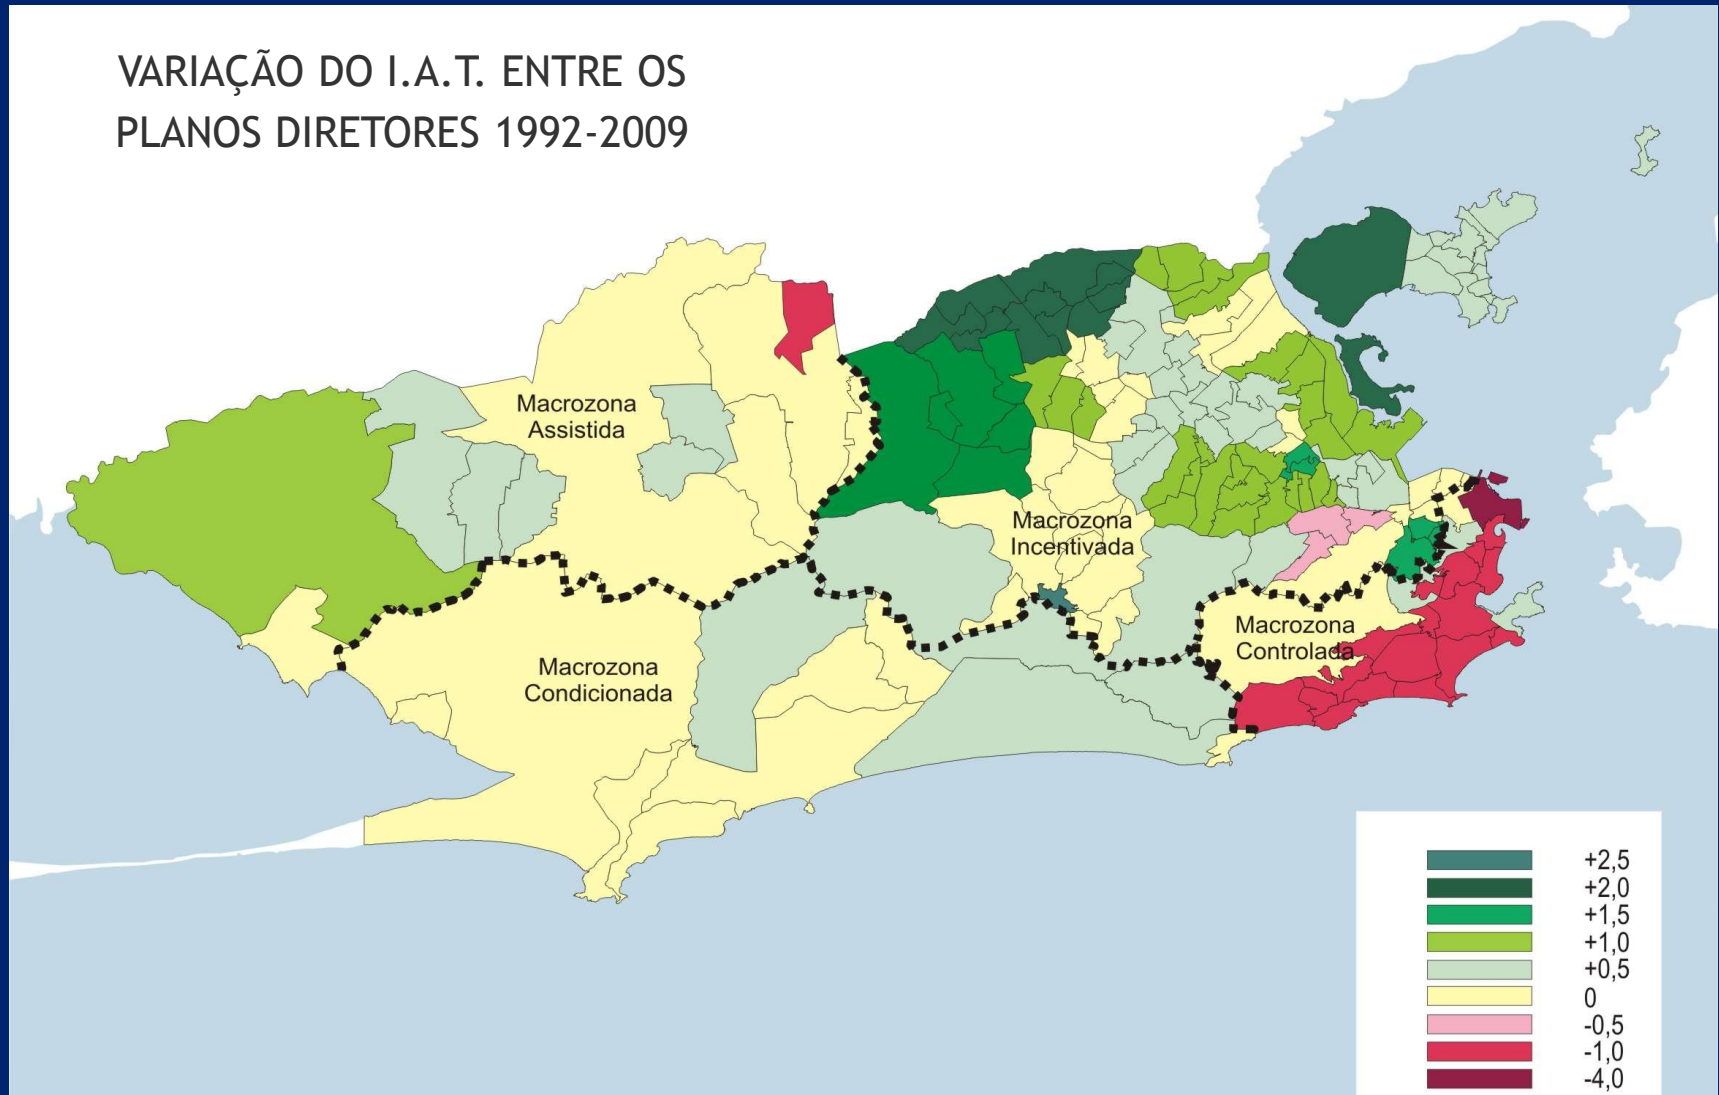 VARIAÇÃO DO I.A.T. ENTRE OS
PLANOS DIRETORES 1992-2009
Macrozona
Assistida
Macrozona
Incentivada
Macrozona
Controlada
Macrozona
Condicionada
+2,5
+2,0
+1,5
+1,0
+0,5
0
-0,5
-1,0
-4,0